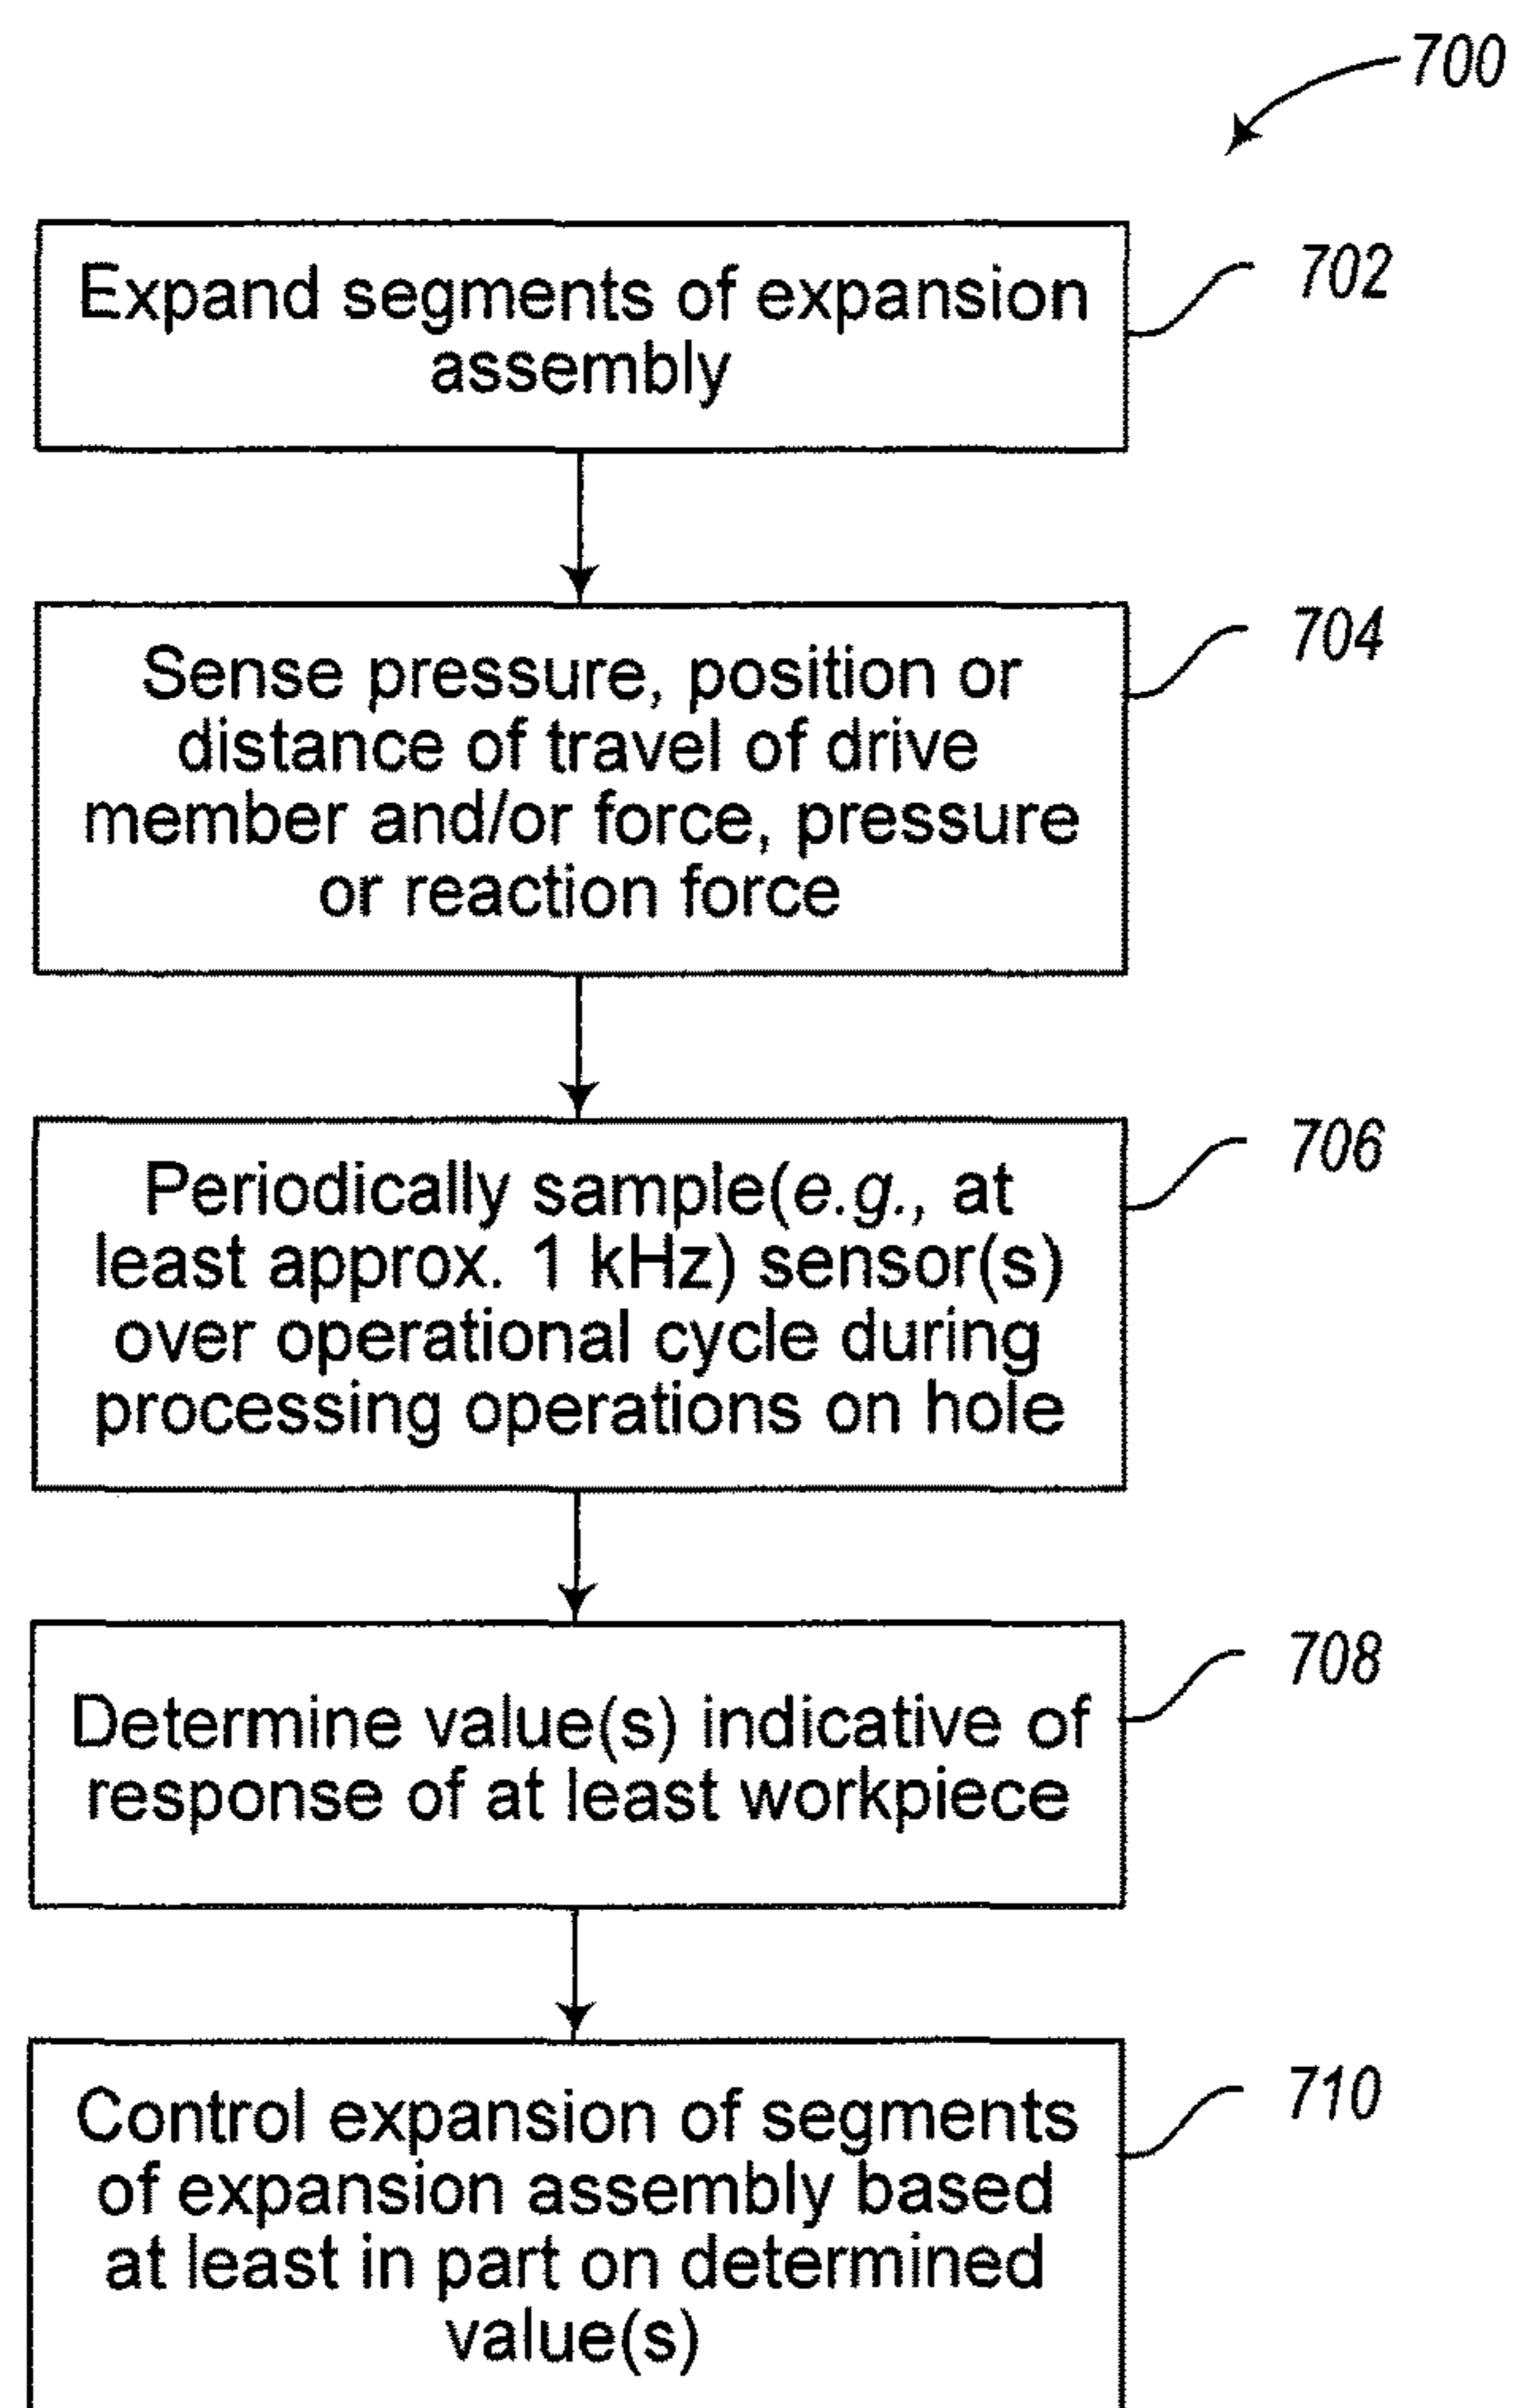 700
Expand segments of expansion
assembly
702
Sense pressure, position or
distance of travel of drive
member and/or force, pressure
or reaction force
704
Periodically sample(e.g., at
least approx. 1 kHz) sensor(s)
over operational cycle during
processing operations on hole
706
Determine value(s) indicative of
response of at least workpiece
708
Control expansion of segments
of expansion assembly based
at least in part on determined
value(s)
710